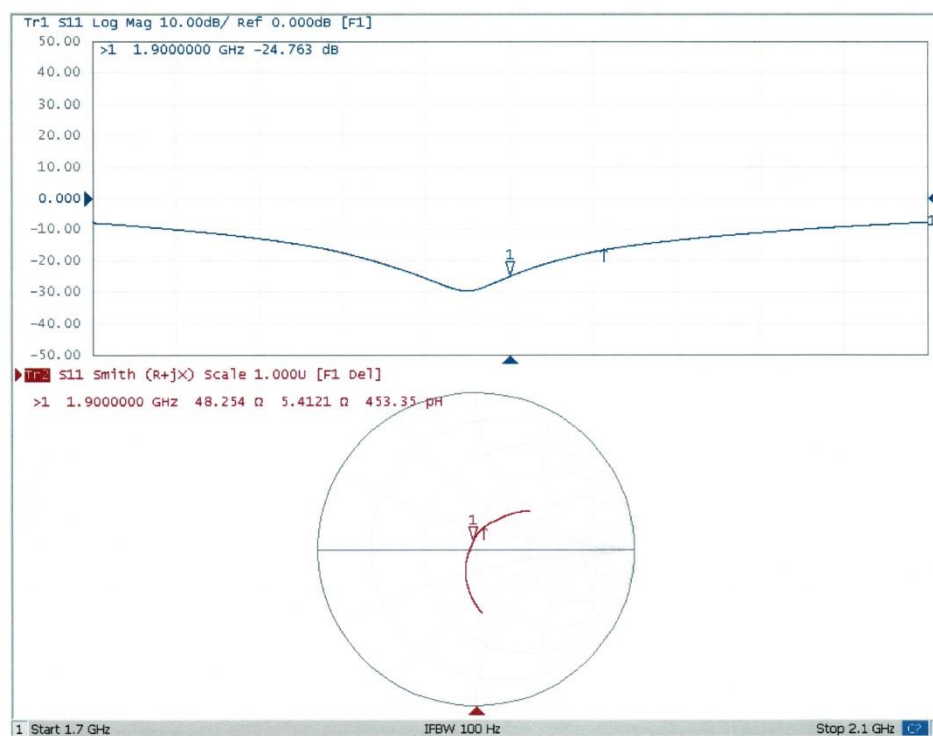 Tr1 S11 Log Mag 10.00dB/ Ref 0.000dB [F1]
50.00
>1 1.9000000 GHz -24.763 dB
40.00
30.00
20.00
10.00
0.000
-10.00
1
-20.00
1
-30.00
-40.00
-50.00
Tr2 S11 Smith (R+jX) Scale 1.000U [F1 Del]
>1 1.9000000 GHz 48.254 Ω 5.4121 Ω 453.35 pH
1
1 Start 1.7 GHz IFBW 100 Hz Stop 2.1 GHz C?